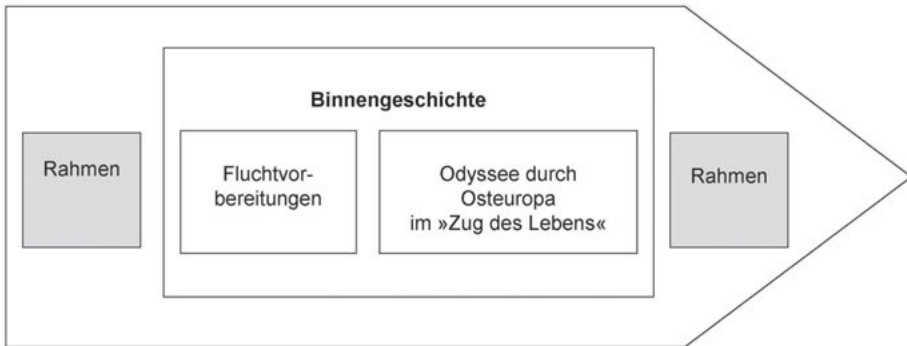 Binnengeschichte
Rahmen
Fluchtvor-
bereitungen
Odyssee durch
Osteuropa
im »Zug des Lebens«
Rahmen